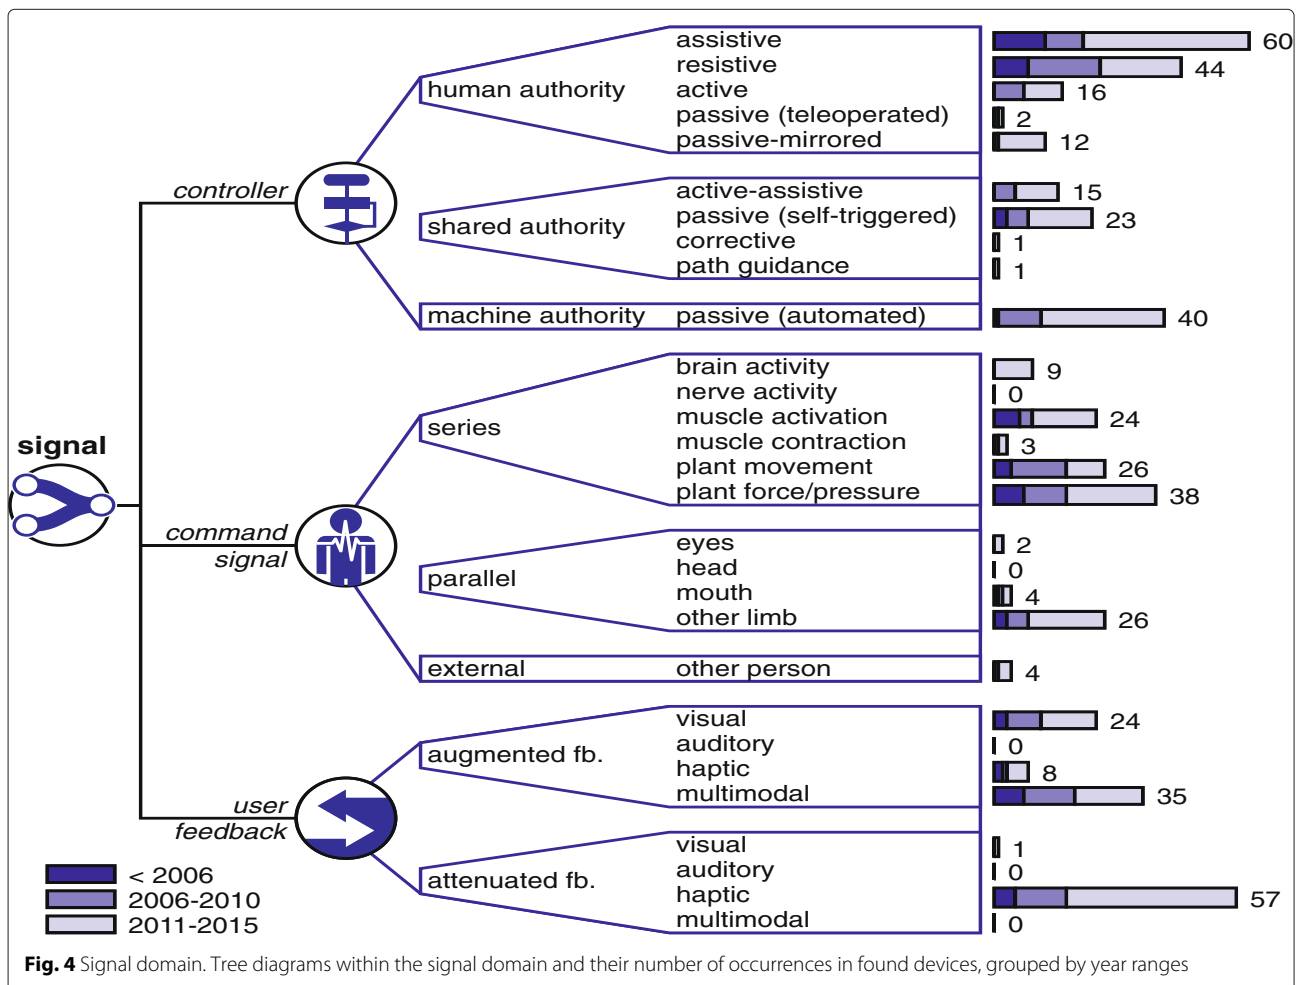 assistive 60
resistive 44
human authority active 16
passive (teleoperated) 2
passive-mirrored 12
controller
active-assistive 15
passive (self-triggered) 23
shared authority
corrective 1
path guidance 1
machine authority passive (automated) 40
brain activity 9
nerve activity 0
muscle activation 24
series
muscle contraction 3
plant movement 26
plant force/pressure 38
signal
command
signal
eyes 2
head 0
parallel
mouth 4
other limb 26
external other person 4
visual 24
auditory 0
augmented fb.
haptic 8
multimodal 35
user
feedback
visual 1
auditory 0
attenuated fb.
haptic 57
multimodal 0
< 2006
2006-2010
2011-2015
Fig. 4 Signal domain. Tree diagrams within the signal domain and their number of occurrences in found devices, grouped by year ranges